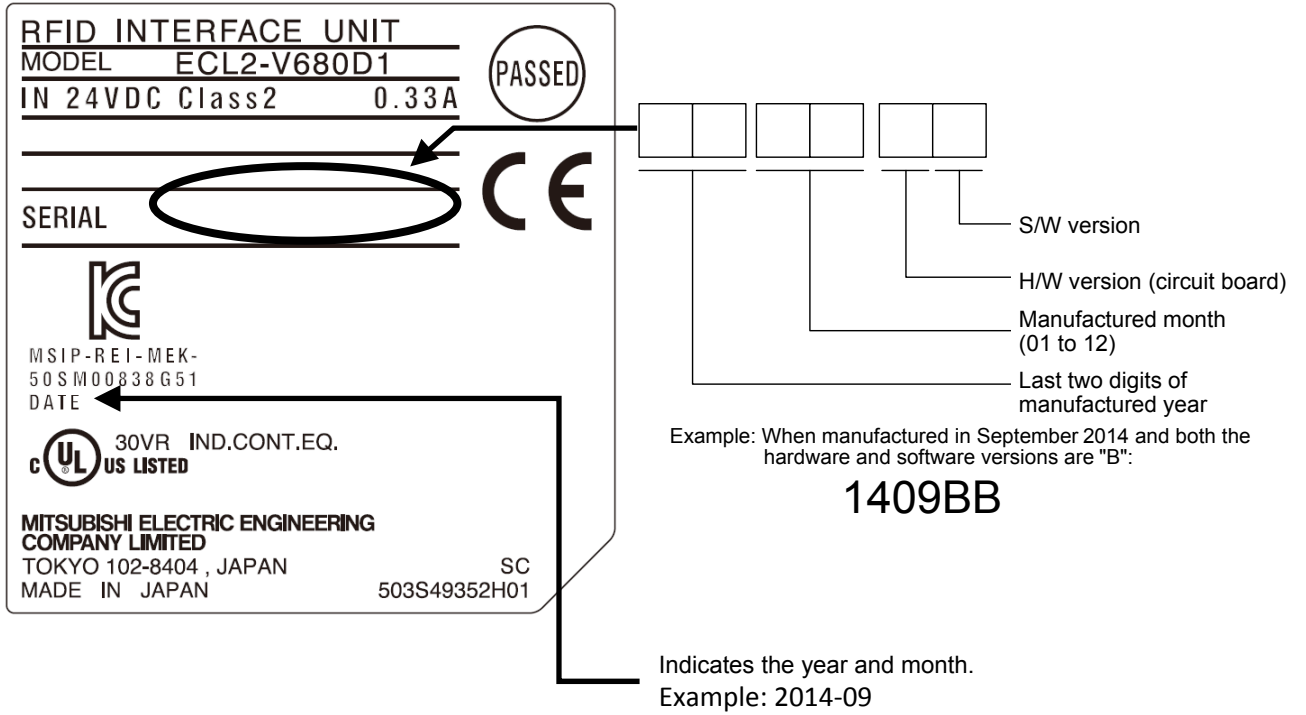 RFID INTERFACE UNIT
MODEL ECL2-V680D1
IN 24VDC Class2 0.33A
PASSED
CE
SERIAL
MSIP-REI-MEK-
50SM00838G51
DATE
C UL ® US LISTED 30VR IND.CONT.EQ.
MITSUBISHI ELECTRIC ENGINEERING
COMPANY LIMITED
TOKYO 102-8404 , JAPAN SC
MADE IN JAPAN 503S49352H01
S/W version
H/W version (circuit board)
Manufactured month
(01 to 12)
Last two digits of
manufactured year
Example: When manufactured in September 2014 and both the
hardware and software versions are "B":
1409BB
Indicates the year and month.
Example: 2014-09